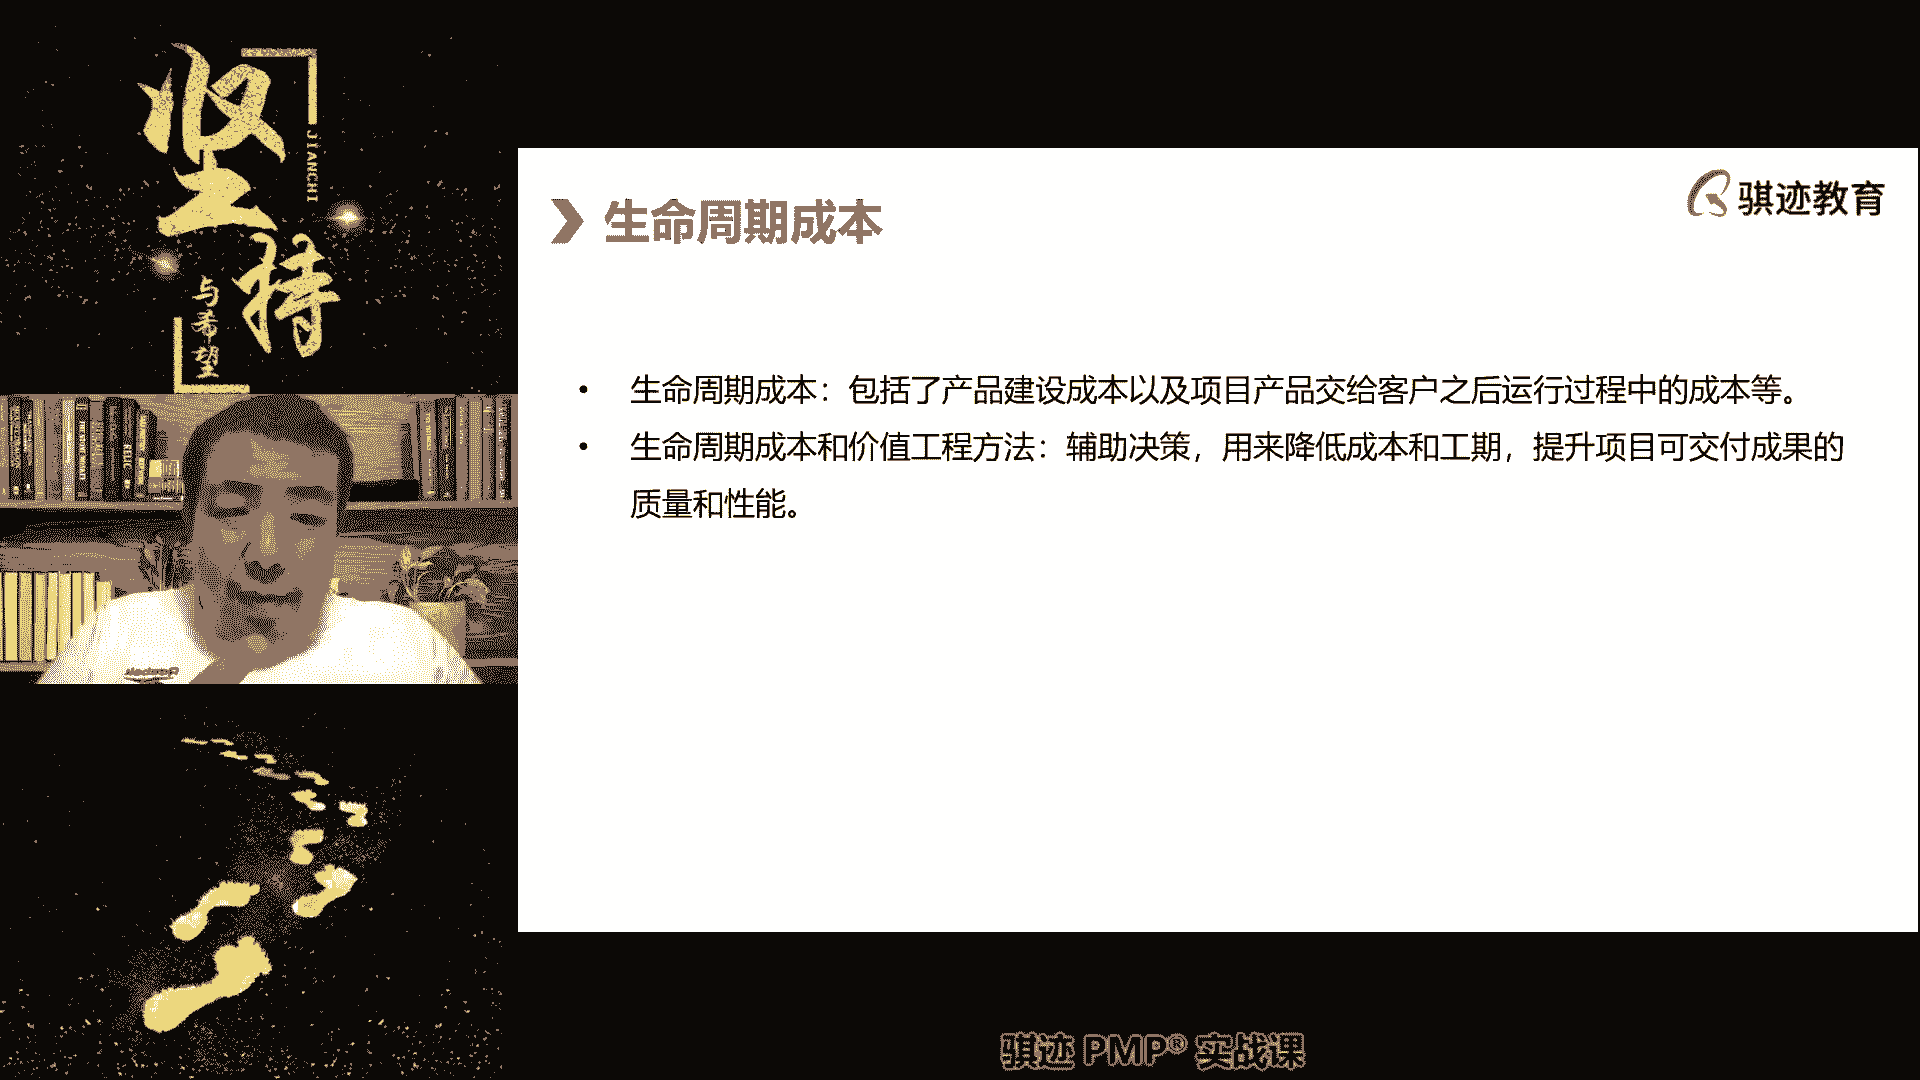 坚持
JIANCHI
与希望
骐迹教育
生命周期成本
• 生命周期成本：包括了产品建设成本以及项目产品交给客户之后运行过程中的成本等。
• 生命周期成本和价值工程方法：辅助决策，用来降低成本和工期，提升项目可交付成果的
质量和性能。
骐迹 PMP® 实战课